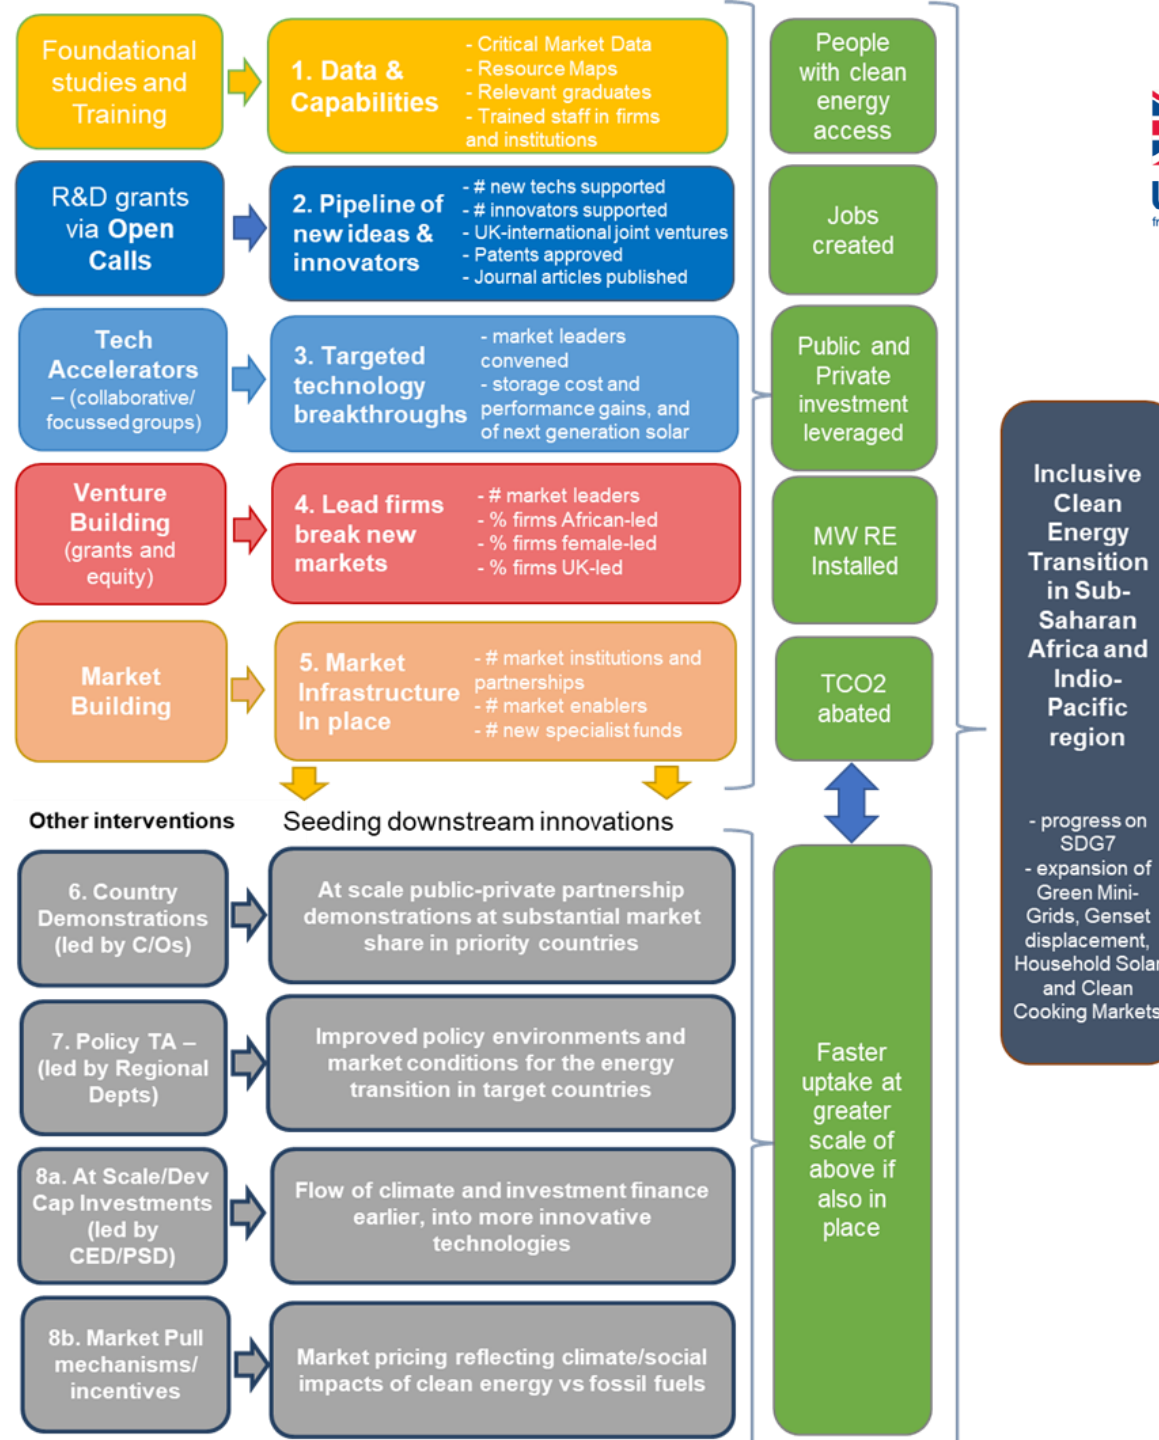 Foundational
studies and
Training
1. Data &
Capabilities
- Critical Market Data
- Resource Maps
- Relevant graduates
- Trained staff in firms
and institutions
People
with clean
energy
access
R&D grants
via Open
Calls
2. Pipeline of
new ideas &
innovators
- # new techs supported
- # innovators supported
- UK-international joint ventures
- Patents approved
- Journal articles published
Jobs
created
Tech
Accelerators
– (collaborative/
focussed groups)
3. Targeted
technology
breakthroughs
- market leaders
convened
- storage cost and
performance gains, and
of next generation solar
Public and
Private
investment
leveraged
Venture
Building
(grants and
equity)
4. Lead firms
break new
markets
- # market leaders
- % firms African-led
- % firms female-led
- % firms UK-led
MW RE
Installed
Market
Building
5. Market
Infrastructure
In place
- # market institutions and
partnerships
- # market enablers
- # new specialist funds
TCO2
abated
Other interventions
Seeding downstream innovations
6. Country
Demonstrations
(led by C/Os)
At scale public-private partnership
demonstrations at substantial market
share in priority countries
7. Policy TA –
(led by Regional
Depts)
Improved policy environments and
market conditions for the energy
transition in target countries
8a. At Scale/Dev
Cap Investments
(led by
CED/PSD)
Flow of climate and investment finance
earlier, into more innovative
technologies
8b. Market Pull
mechanisms/
incentives
Market pricing reflecting climate/social
impacts of clean energy vs fossil fuels
Faster
uptake at
greater
scale of
above if
also in
place
Inclusive
Clean
Energy
Transition
in Sub-
Saharan
Africa and
Indio-
Pacific
region
- progress on
SDG7
- expansion of
Green Mini-
Grids, Genset
displacement,
Household Solar
and Clean
Cooking Markets